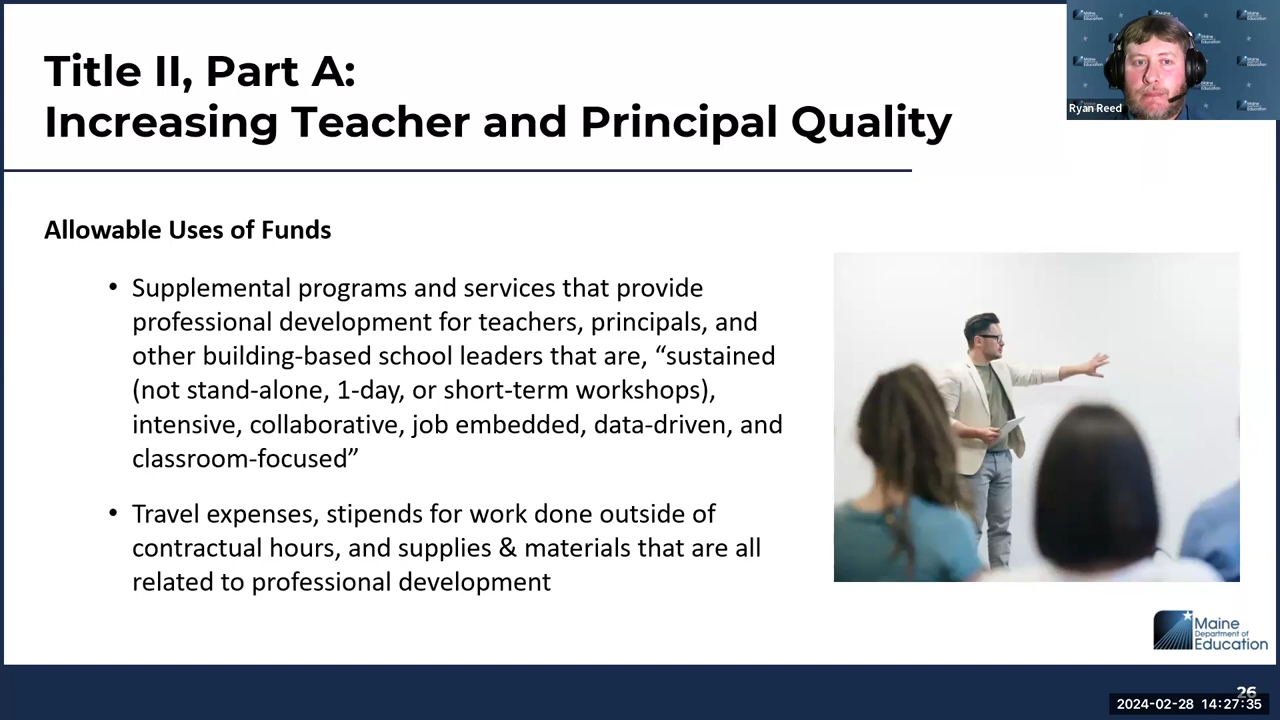 Title II, Part A:
Increasing Teacher and Principal Quality
Ryan Reed
Allowable Uses of Funds
• Supplemental programs and services that provide
professional development for teachers, principals, and
other building-based school leaders that are, “sustained
(not stand-alone, 1-day, or short-term workshops),
intensive, collaborative, job embedded, data-driven, and
classroom-focused”
• Travel expenses, stipends for work done outside of
contractual hours, and supplies & materials that are all
related to professional development
Maine
Department of
Education
26
2024-02-28 14:27:35